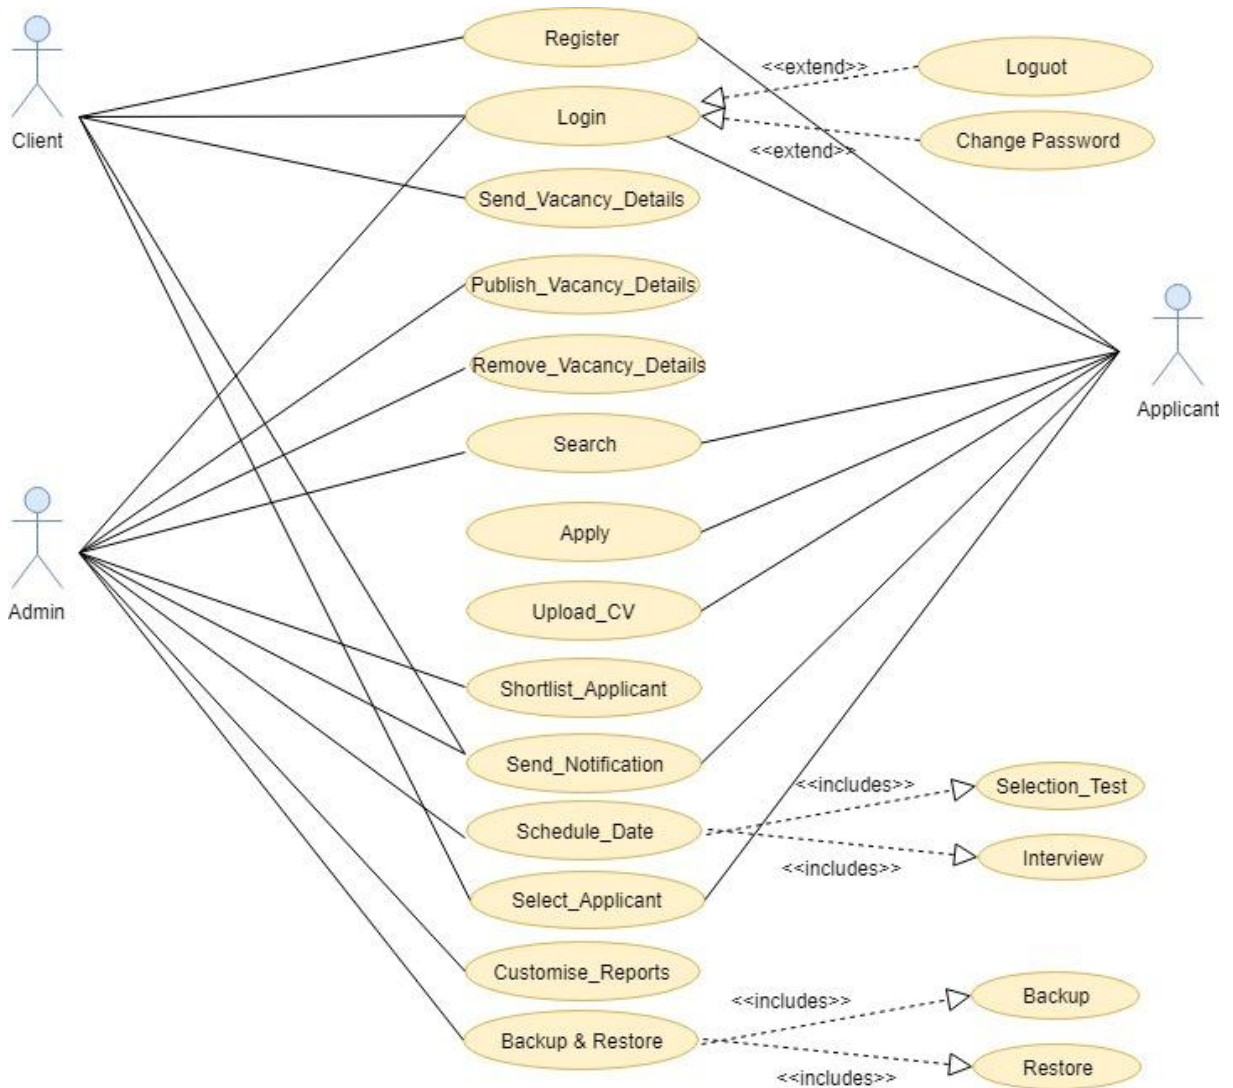 Register
<<extend>>
Loguot
Client
Login
<<extend>>
Change Password
Send_Vacancy_Details
Publish_Vacancy_Details
Remove_Vacancy_Details
Applicant
Search
Apply
Admin
Upload_CV
Shortlist_Applicant
Send_Notification
<<includes>>
Selection_Test
Schedule_Date
<<includes>>
Interview
Select_Applicant
Customise_Reports
<<includes>>
Backup
Backup & Restore
<<includes>>
Restore